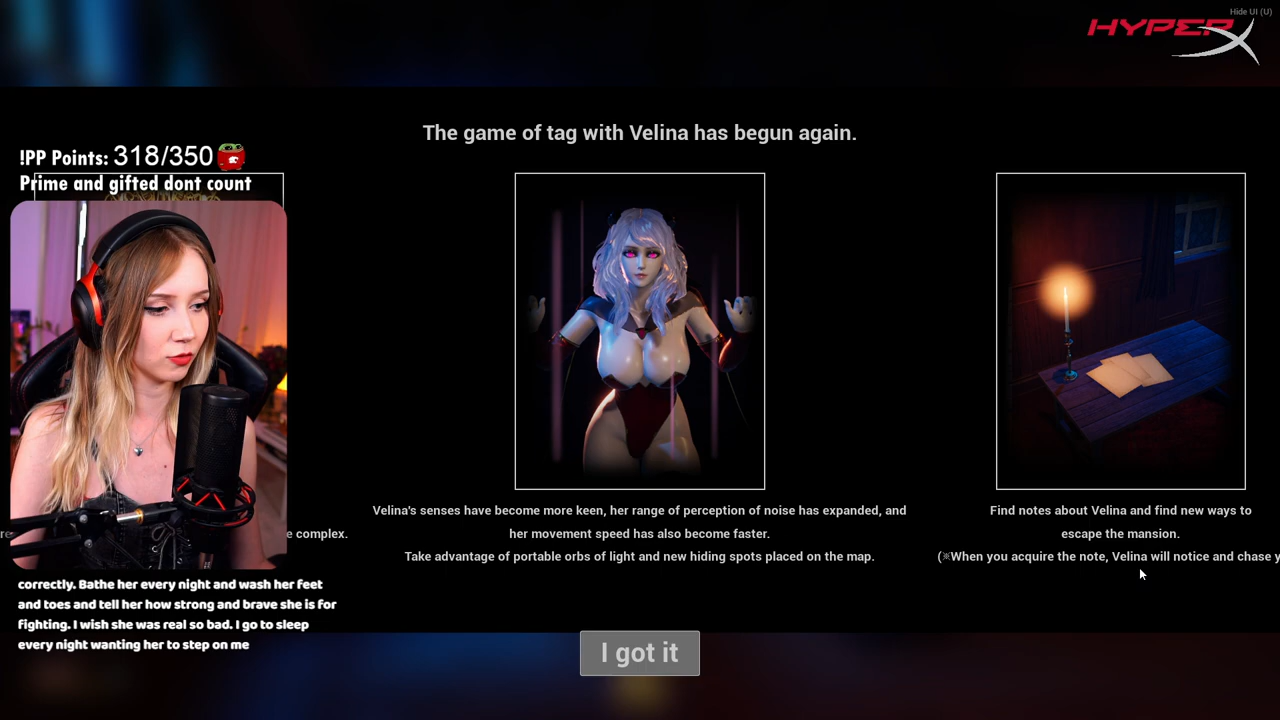 Hide UI (U)
HYPERX
The game of tag with Velina has begun again.
!PP Points: 318/350
Prime and gifted dont count
Velina's senses have become more keen, her range of perception of noise has expanded, and
her movement speed has also become faster.
Take advantage of portable orbs of light and new hiding spots placed on the map.
Find notes about Velina and find new ways to
escape the mansion.
(※When you acquire the note, Velina will notice and chase y
re
e complex.
correctly. Bathe her every night and wash her feet
and toes and tell her how strong and brave she is for
fighting. I wish she was real so bad. I go to sleep
every night wanting her to step on me
I got it